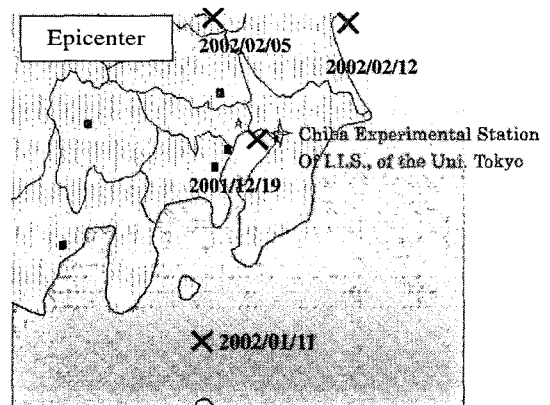 Epicenter
2002/02/05
2002/02/12
Chiba Experimental Station
Of I.I.S., of the Uni. Tokyo
2001/12/19
2002/01/11